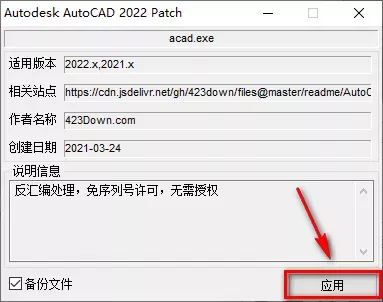 Autodesk AutoCAD 2022 Patch
acad.exe
适用版本 2022.x,2021.x
相关站点 https://cdn.jsdelivr.net/gh/423down/files@master/readme/AutoC
作者名称 423Down.com
创建日期 2021-03-24
说明信息
反汇编处理，免序列号许可，无需授权
备份文件 应用